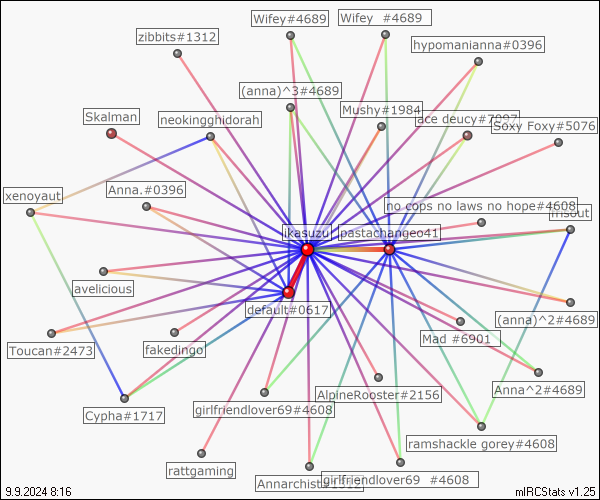 Wifey#4689
Wifey #4689
zibbits#1312
hypomanianna#0396
(anna)^3#4689
Mushy#1984
Skalman
neokingghidorah
ace deucy#7097
Soxy Foxy#5076
xenoyaut
Anna.#0396
no cops no laws no hope#4608
ikasuzu
pastachangeo41
avelicious
default#0617
(anna)^2#4689
Toucan#2473
fakedingo
Mad #6901
Anna^2#4689
AlpineRooster#2156
Cypha#1717
girlfriendlover69#4608
ramshackle gorey#4608
rattgaming
girlfriendlover69 #4608
9.9.2024 8:16
mIRCStats v1.25